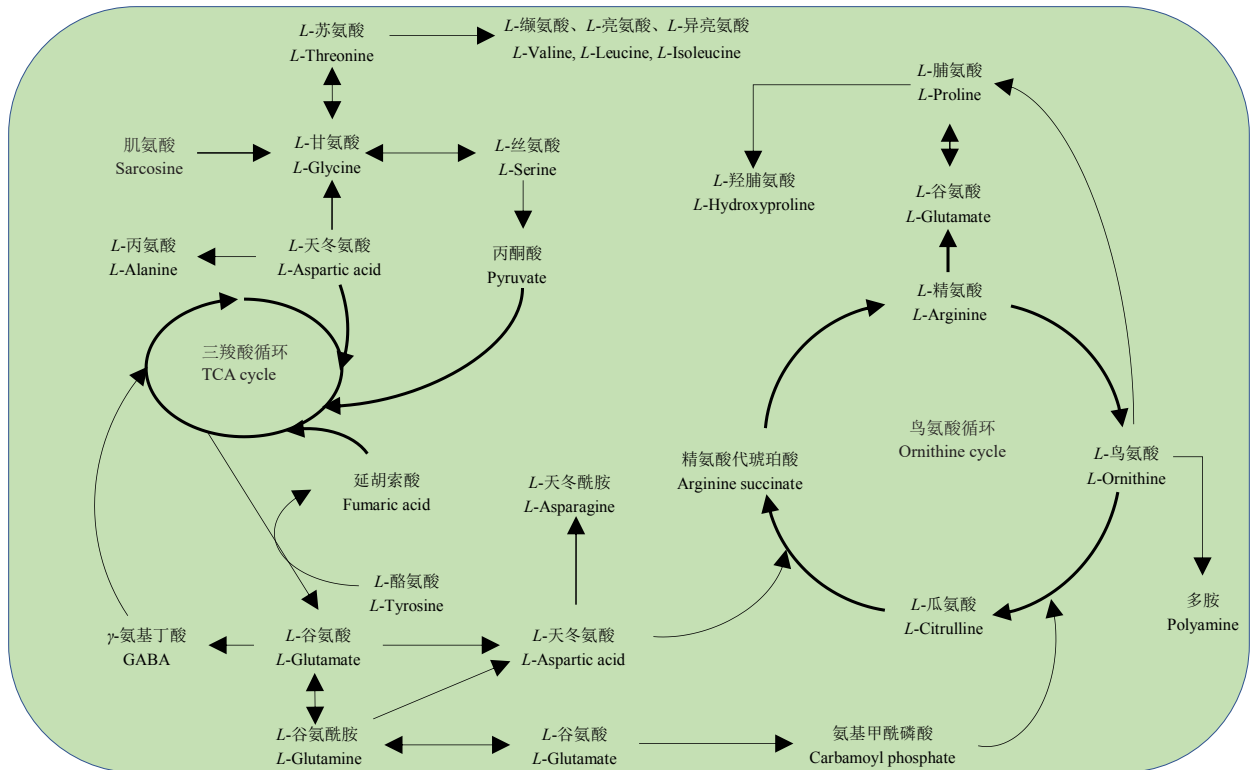 L-苏氨酸
L-Threonine
L-缬氨酸、L-亮氨酸、L-异亮氨酸
L-Valine, L-Leucine, L-Isoleucine
L-脯氨酸
L-Proline
肌氨酸
Sarcosine
L-甘氨酸
L-Glycine
L-丝氨酸
L-Serine
L-羟脯氨酸
L-Hydroxyproline
L-谷氨酸
L-Glutamate
L-丙氨酸
L-Alanine
L-天冬氨酸
L-Aspartic acid
丙酮酸
Pyruvate
L-精氨酸
L-Arginine
三羧酸循环
TCA cycle
鸟氨酸循环
Ornithine cycle
延胡索酸
Fumaric acid
L-天冬酰胺
L-Asparagine
精氨酸代琥珀酸
Arginine succinate
L-鸟氨酸
L-Ornithine
L-酪氨酸
L-Tyrosine
L-瓜氨酸
L-Citrulline
多胺
Polyamine
γ-氨基丁酸
GABA
L-谷氨酸
L-Glutamate
L-天冬氨酸
L-Aspartic acid
L-谷氨酰胺
L-Glutamine
L-谷氨酸
L-Glutamate
氨基甲酰磷酸
Carbamoyl phosphate